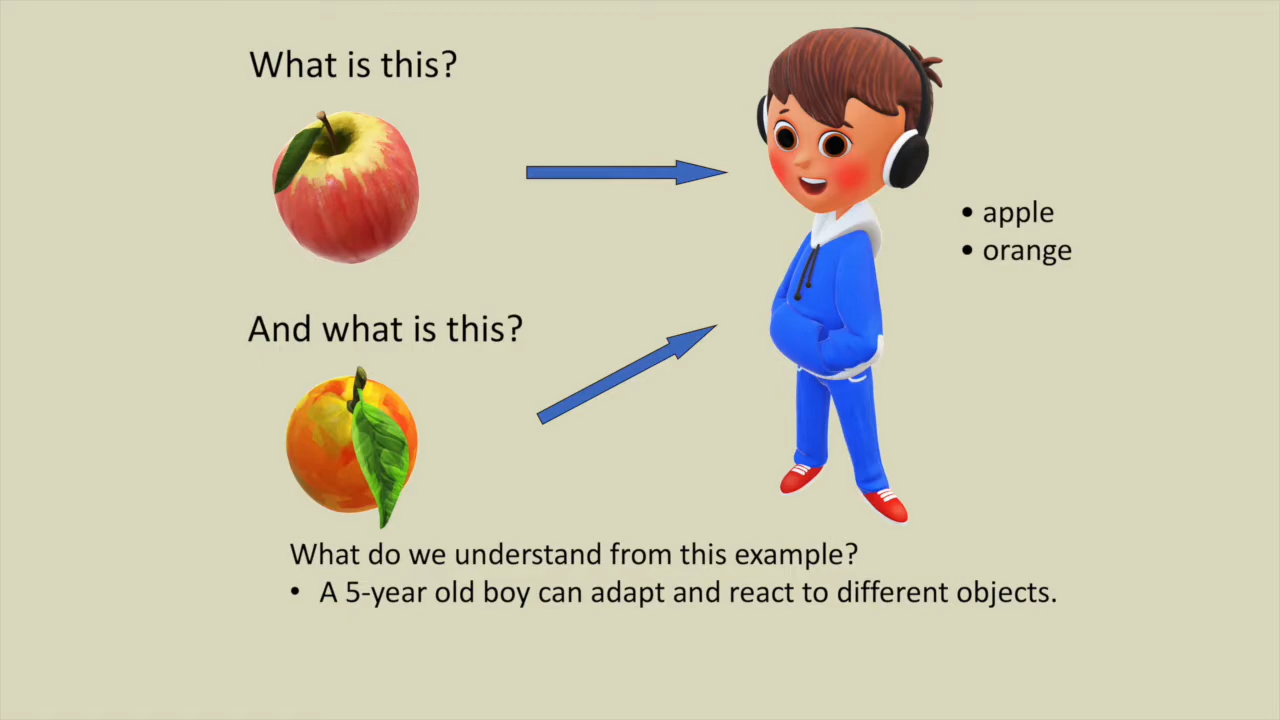 What is this?
• apple
• orange
And what is this?
What do we understand from this example?
• A 5-year old boy can adapt and react to different objects.